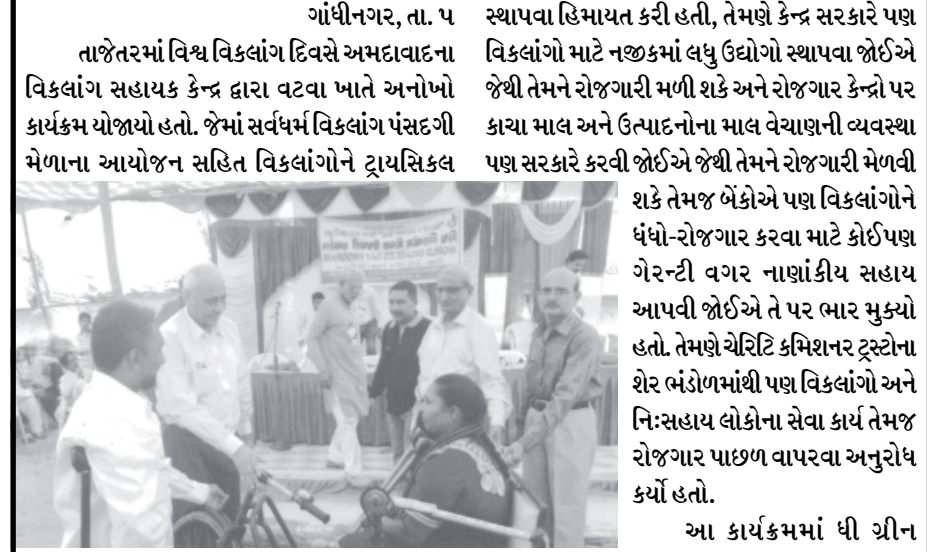 ગાંધીનગર, તા. ૫
તાજેતરમાં વિશ્વ વિકલાંગ દિવસે અમદાવાદના
વિકલાંગ સહાયક કેન્દ્ર દ્વારા વટવા ખાતે અનોખો
કાર્યક્રમ યોજાયો હતો. જેમાં સર્વધર્મ વિકલાંગ પંસદગી
મેળાના આયોજન સહિત વિકલાંગોને ટ્રાયસિકલ
સ્થાપવા હિમાયત કરી હતી, તેમણે કેન્દ્ર સરકારે પણ
વિકલાંગો માટે નજીકમાં લધુ ઉદ્યોગો સ્થાપવા જોઈએ
જેથી તેમને રોજગારી મળી શકે અને રોજગાર કેન્દ્રો પર
કાચા માલ અને ઉત્પાદનોના માલ વેચાણની વ્યવસ્થા
પણ સરકારે કરવી જોઈએ જેથી તેમને રોજગારી મેળવી
શકે તેમજ બેંકોએ પણ વિકલાંગોને
ધંધો-રોજગાર કરવા માટે કોઈપણ
ગેરન્ટી વગર નાણાંકીય સહાય
આપવી જોઈએ તે પર ભાર મુક્યો
હતો. તેમણે ચેરિટિ કમિશનર ટ્રસ્ટોના
શેર ભંડોળમાંથી પણ વિકલાંગો અને
નિઃસહાય લોકોના સેવા કાર્ય તેમજ
રોજગાર પાછળ વાપરવા અનુરોધ
કર્યો હતો.
આ કાર્યક્રમમાં ધી ગ્રીન